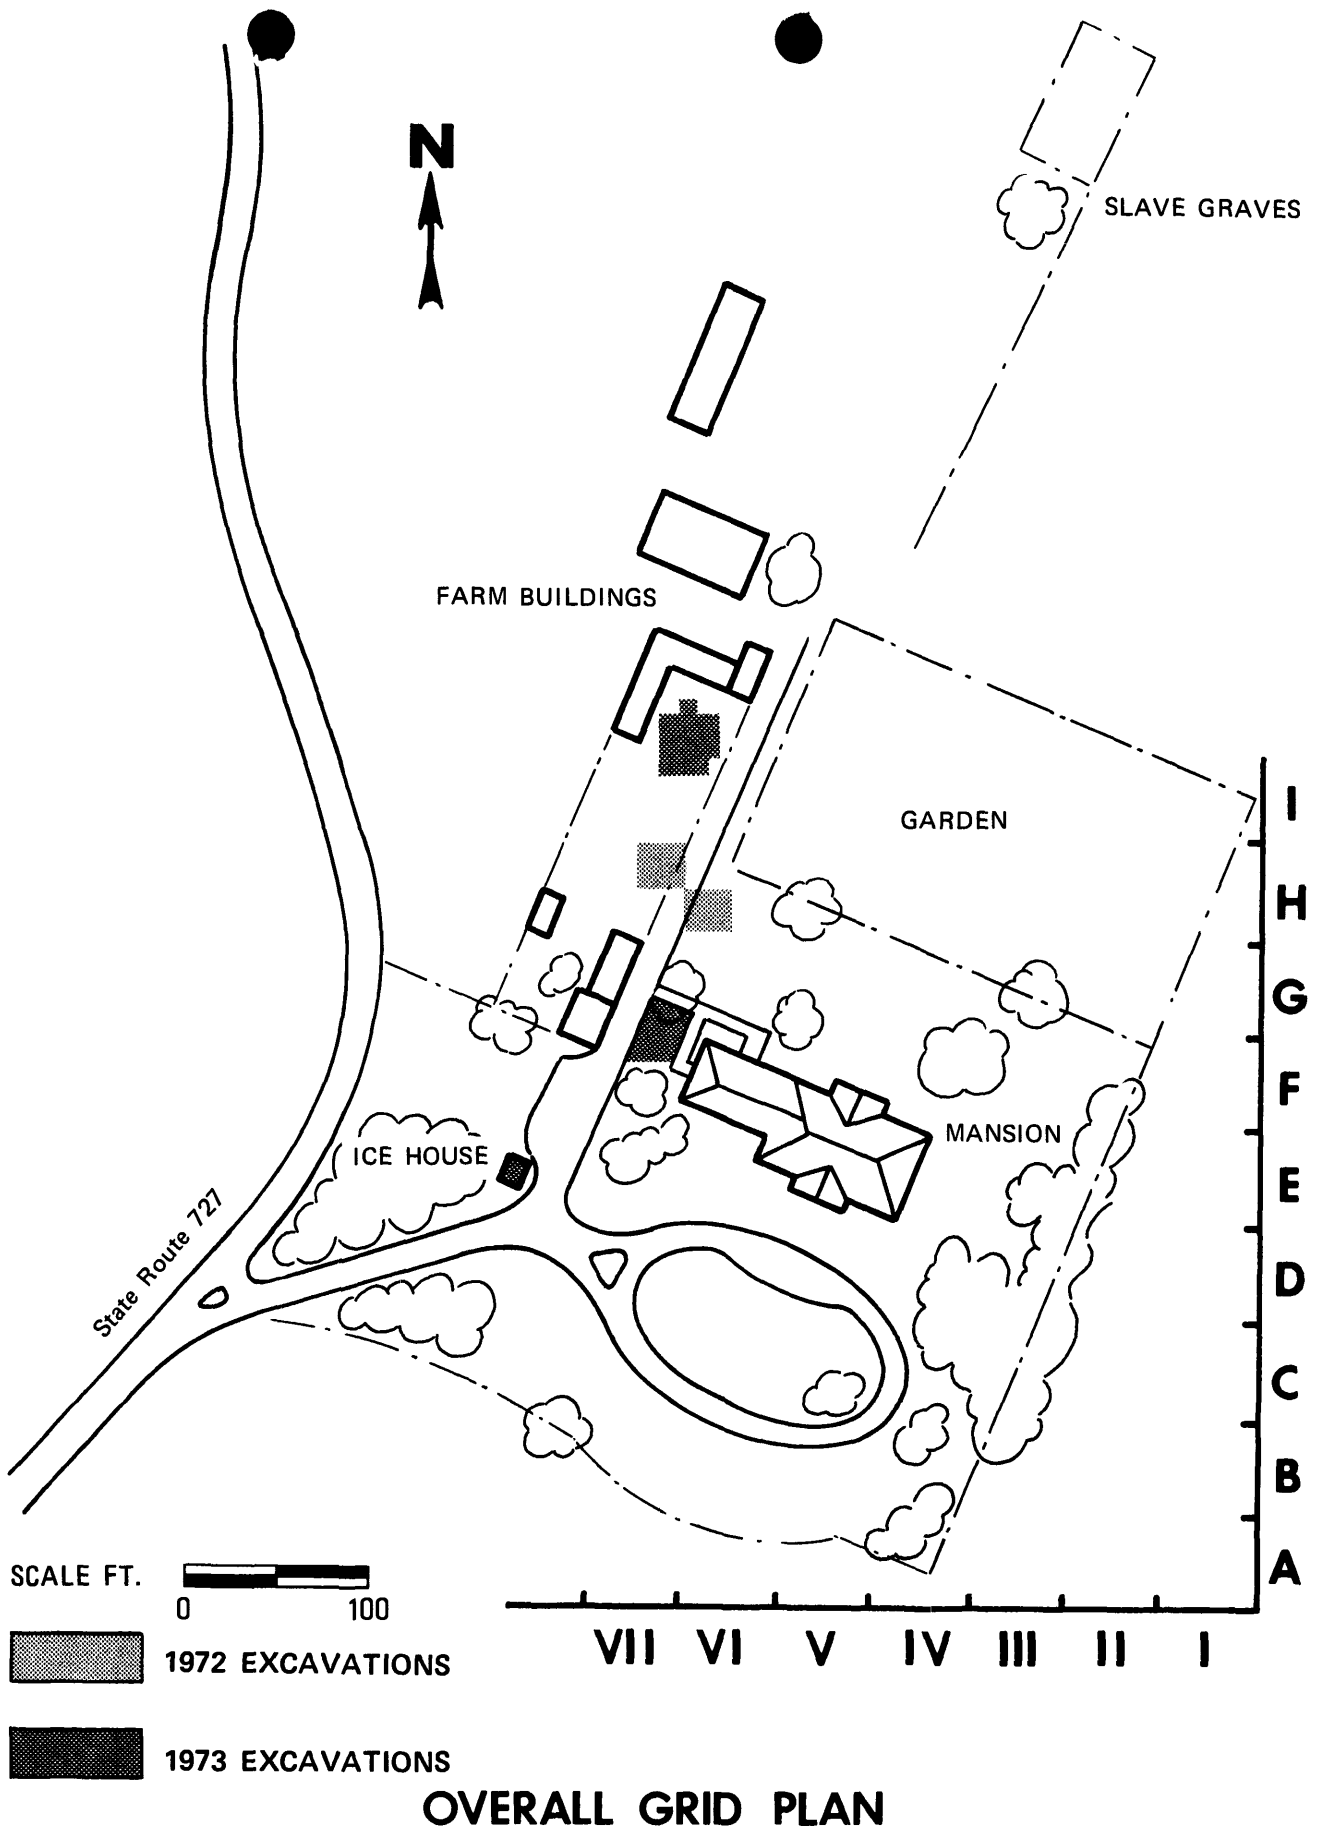 N
SLAVE GRAVES
FARM BUILDINGS
GARDEN
I
H
G
F
E
D
C
B
A
MANSION
ICE HOUSE
State Route 727
SCALE FT.
0 100
VII VI V IV III II I
1972 EXCAVATIONS
1973 EXCAVATIONS
OVERALL GRID PLAN